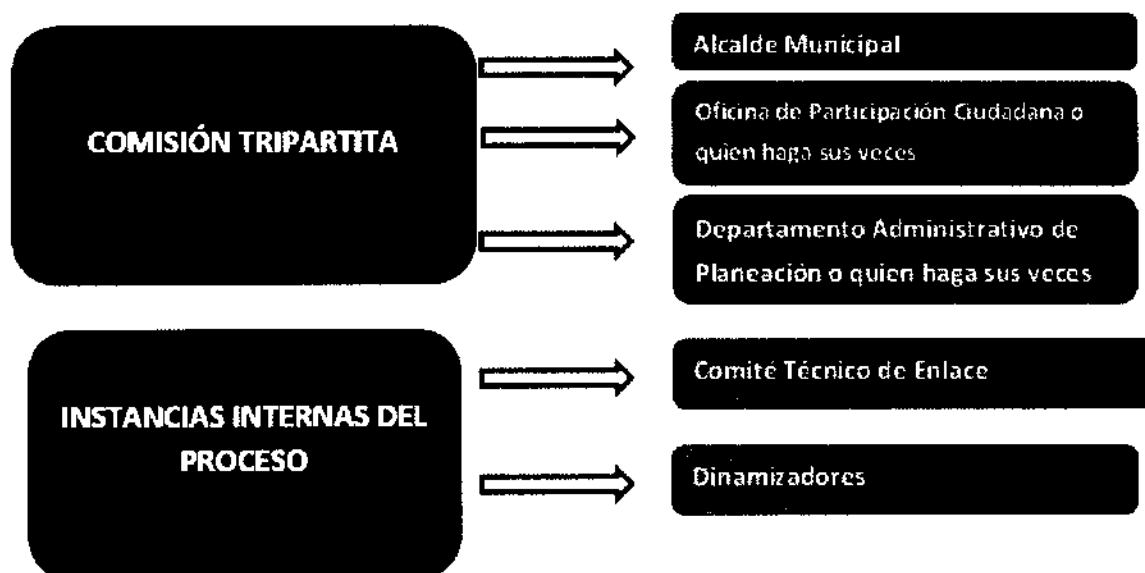 COMISIÓN TRIPARTITA
Alcalde Municipal
Oficina de Participación Ciudadana o
quien haga sus veces
Departamento Administrativo de
Planeación o quien haga sus veces
INSTANCIAS INTERNAS DEL
PROCESO
Comité Técnico de Enlace
Dinamizadores